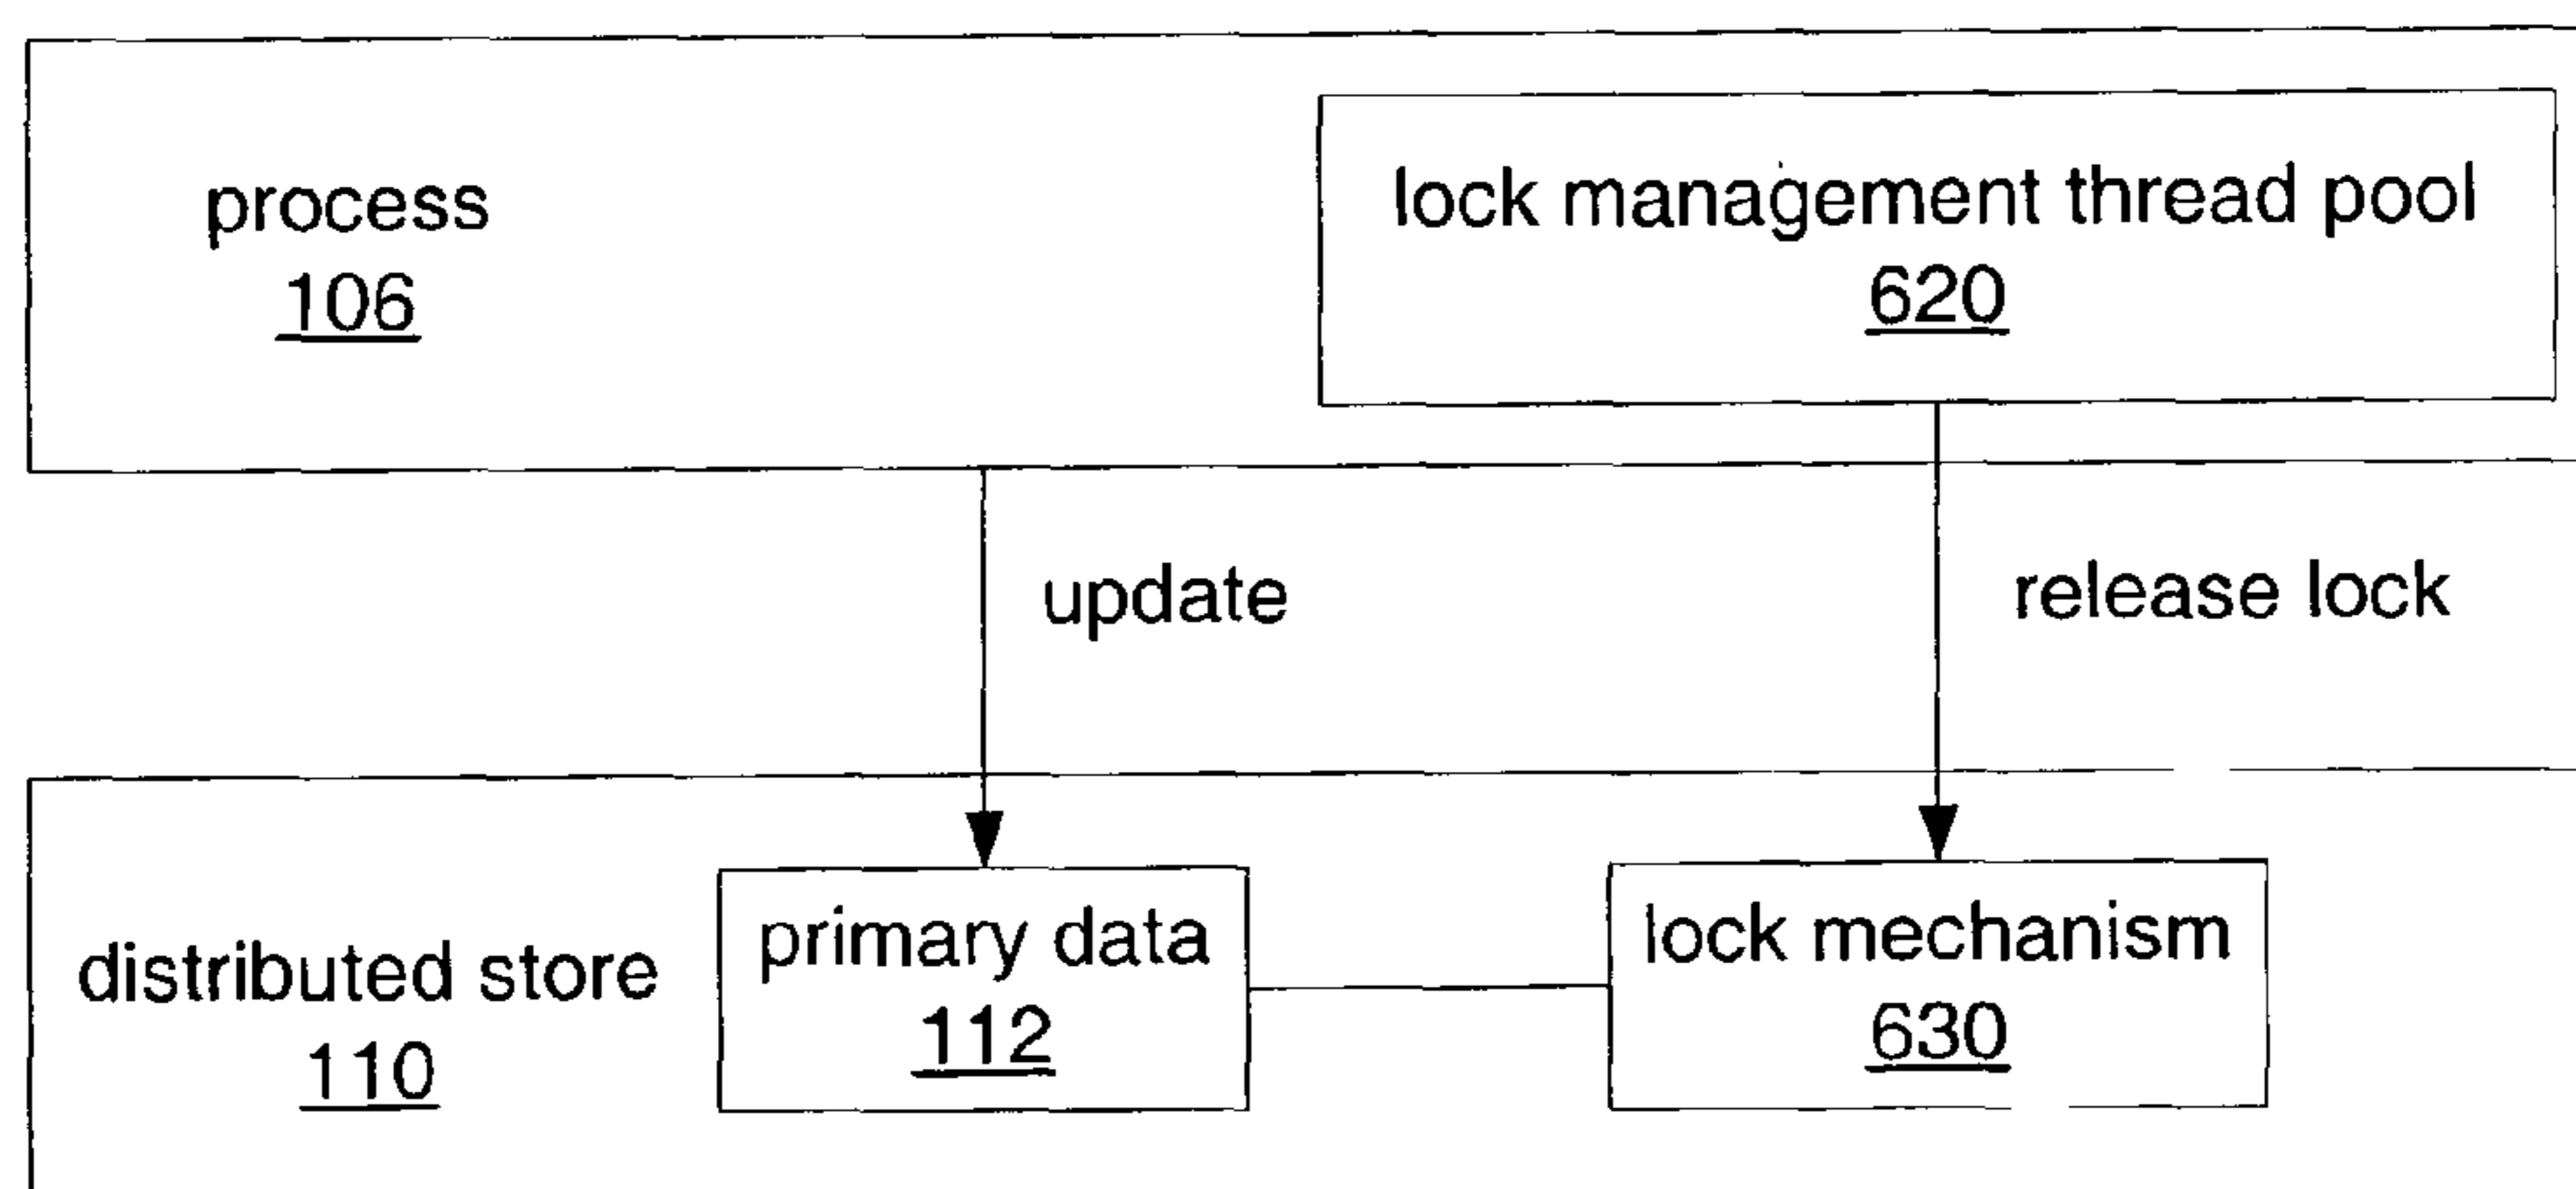 process
106
lock management thread pool
620
update
release lock
distributed store
110
primary data
112
lock mechanism
630